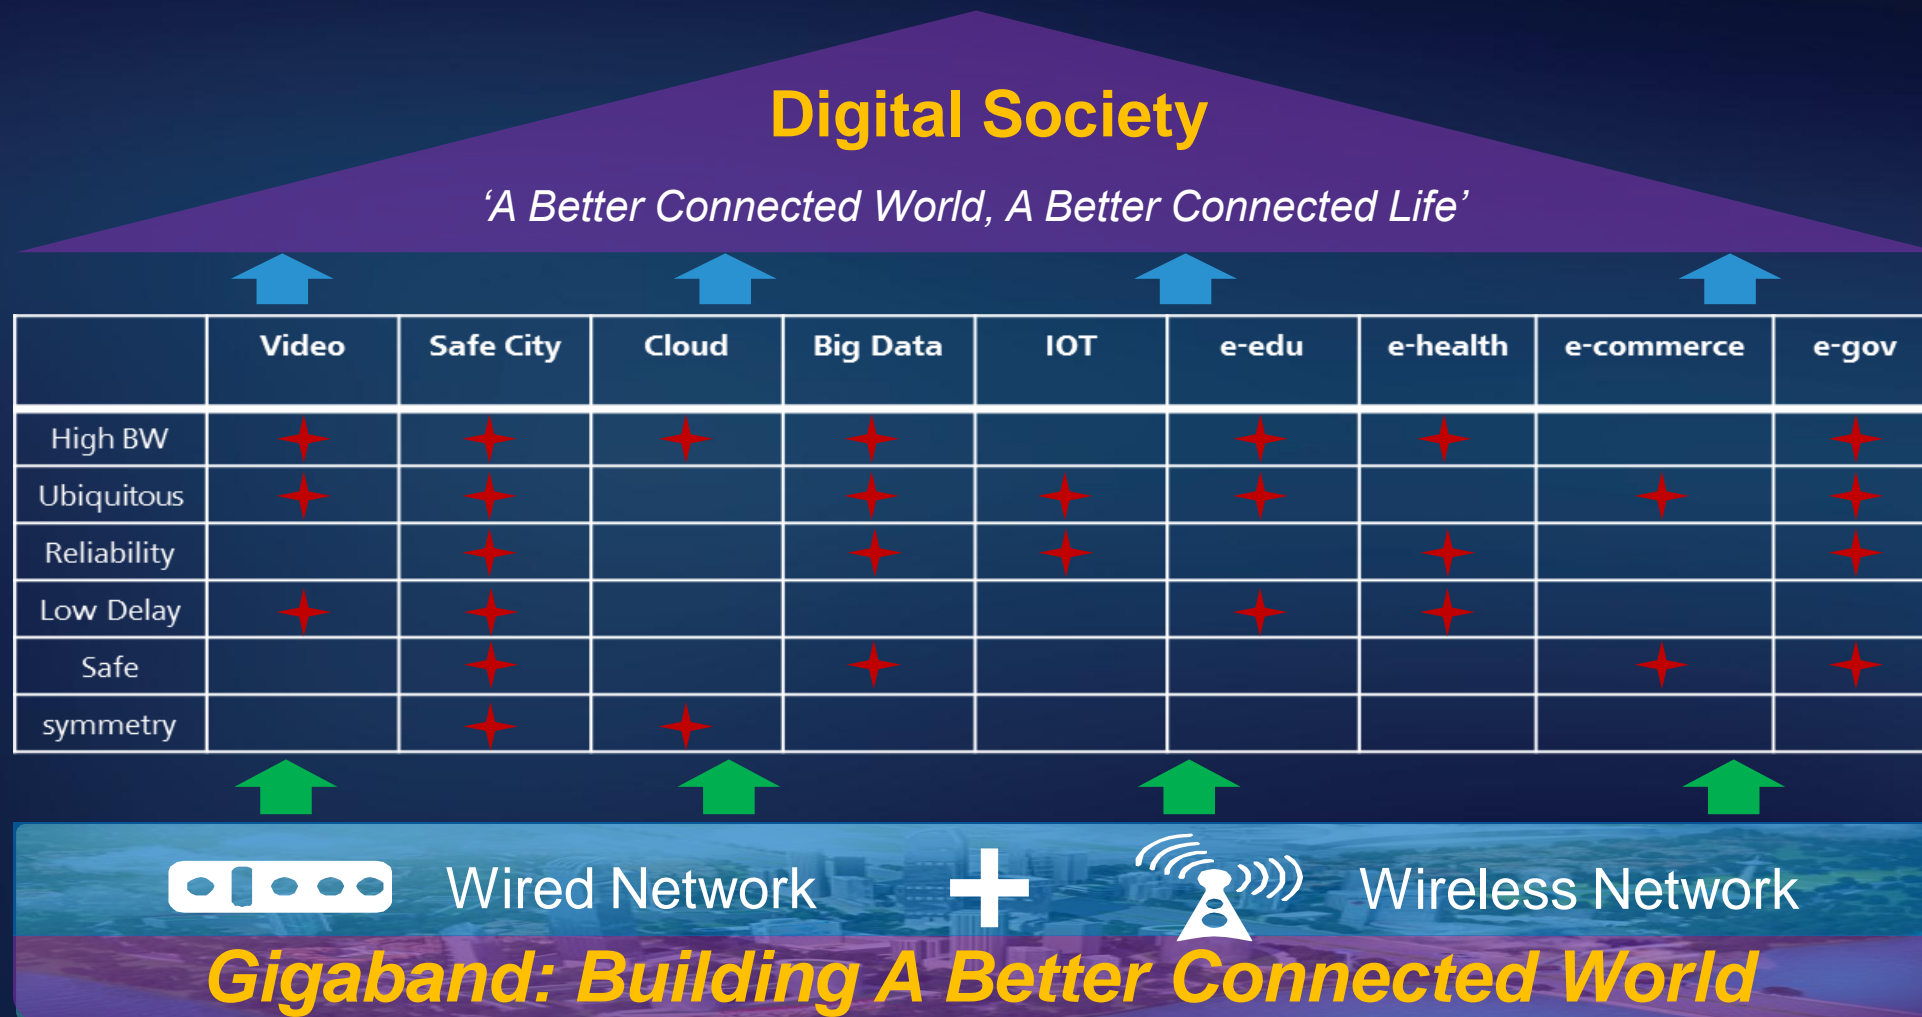 Digital Society
‘A Better Connected World, A Better Connected Life’
Video Safe City Cloud Big Data IOT e-edu e-health e-commerce e-gov
High BW
Ubiquitous
Reliability
Low Delay
Safe
symmetry
Wired Network + Wireless Network
Gigaband: Building A Better Connected World